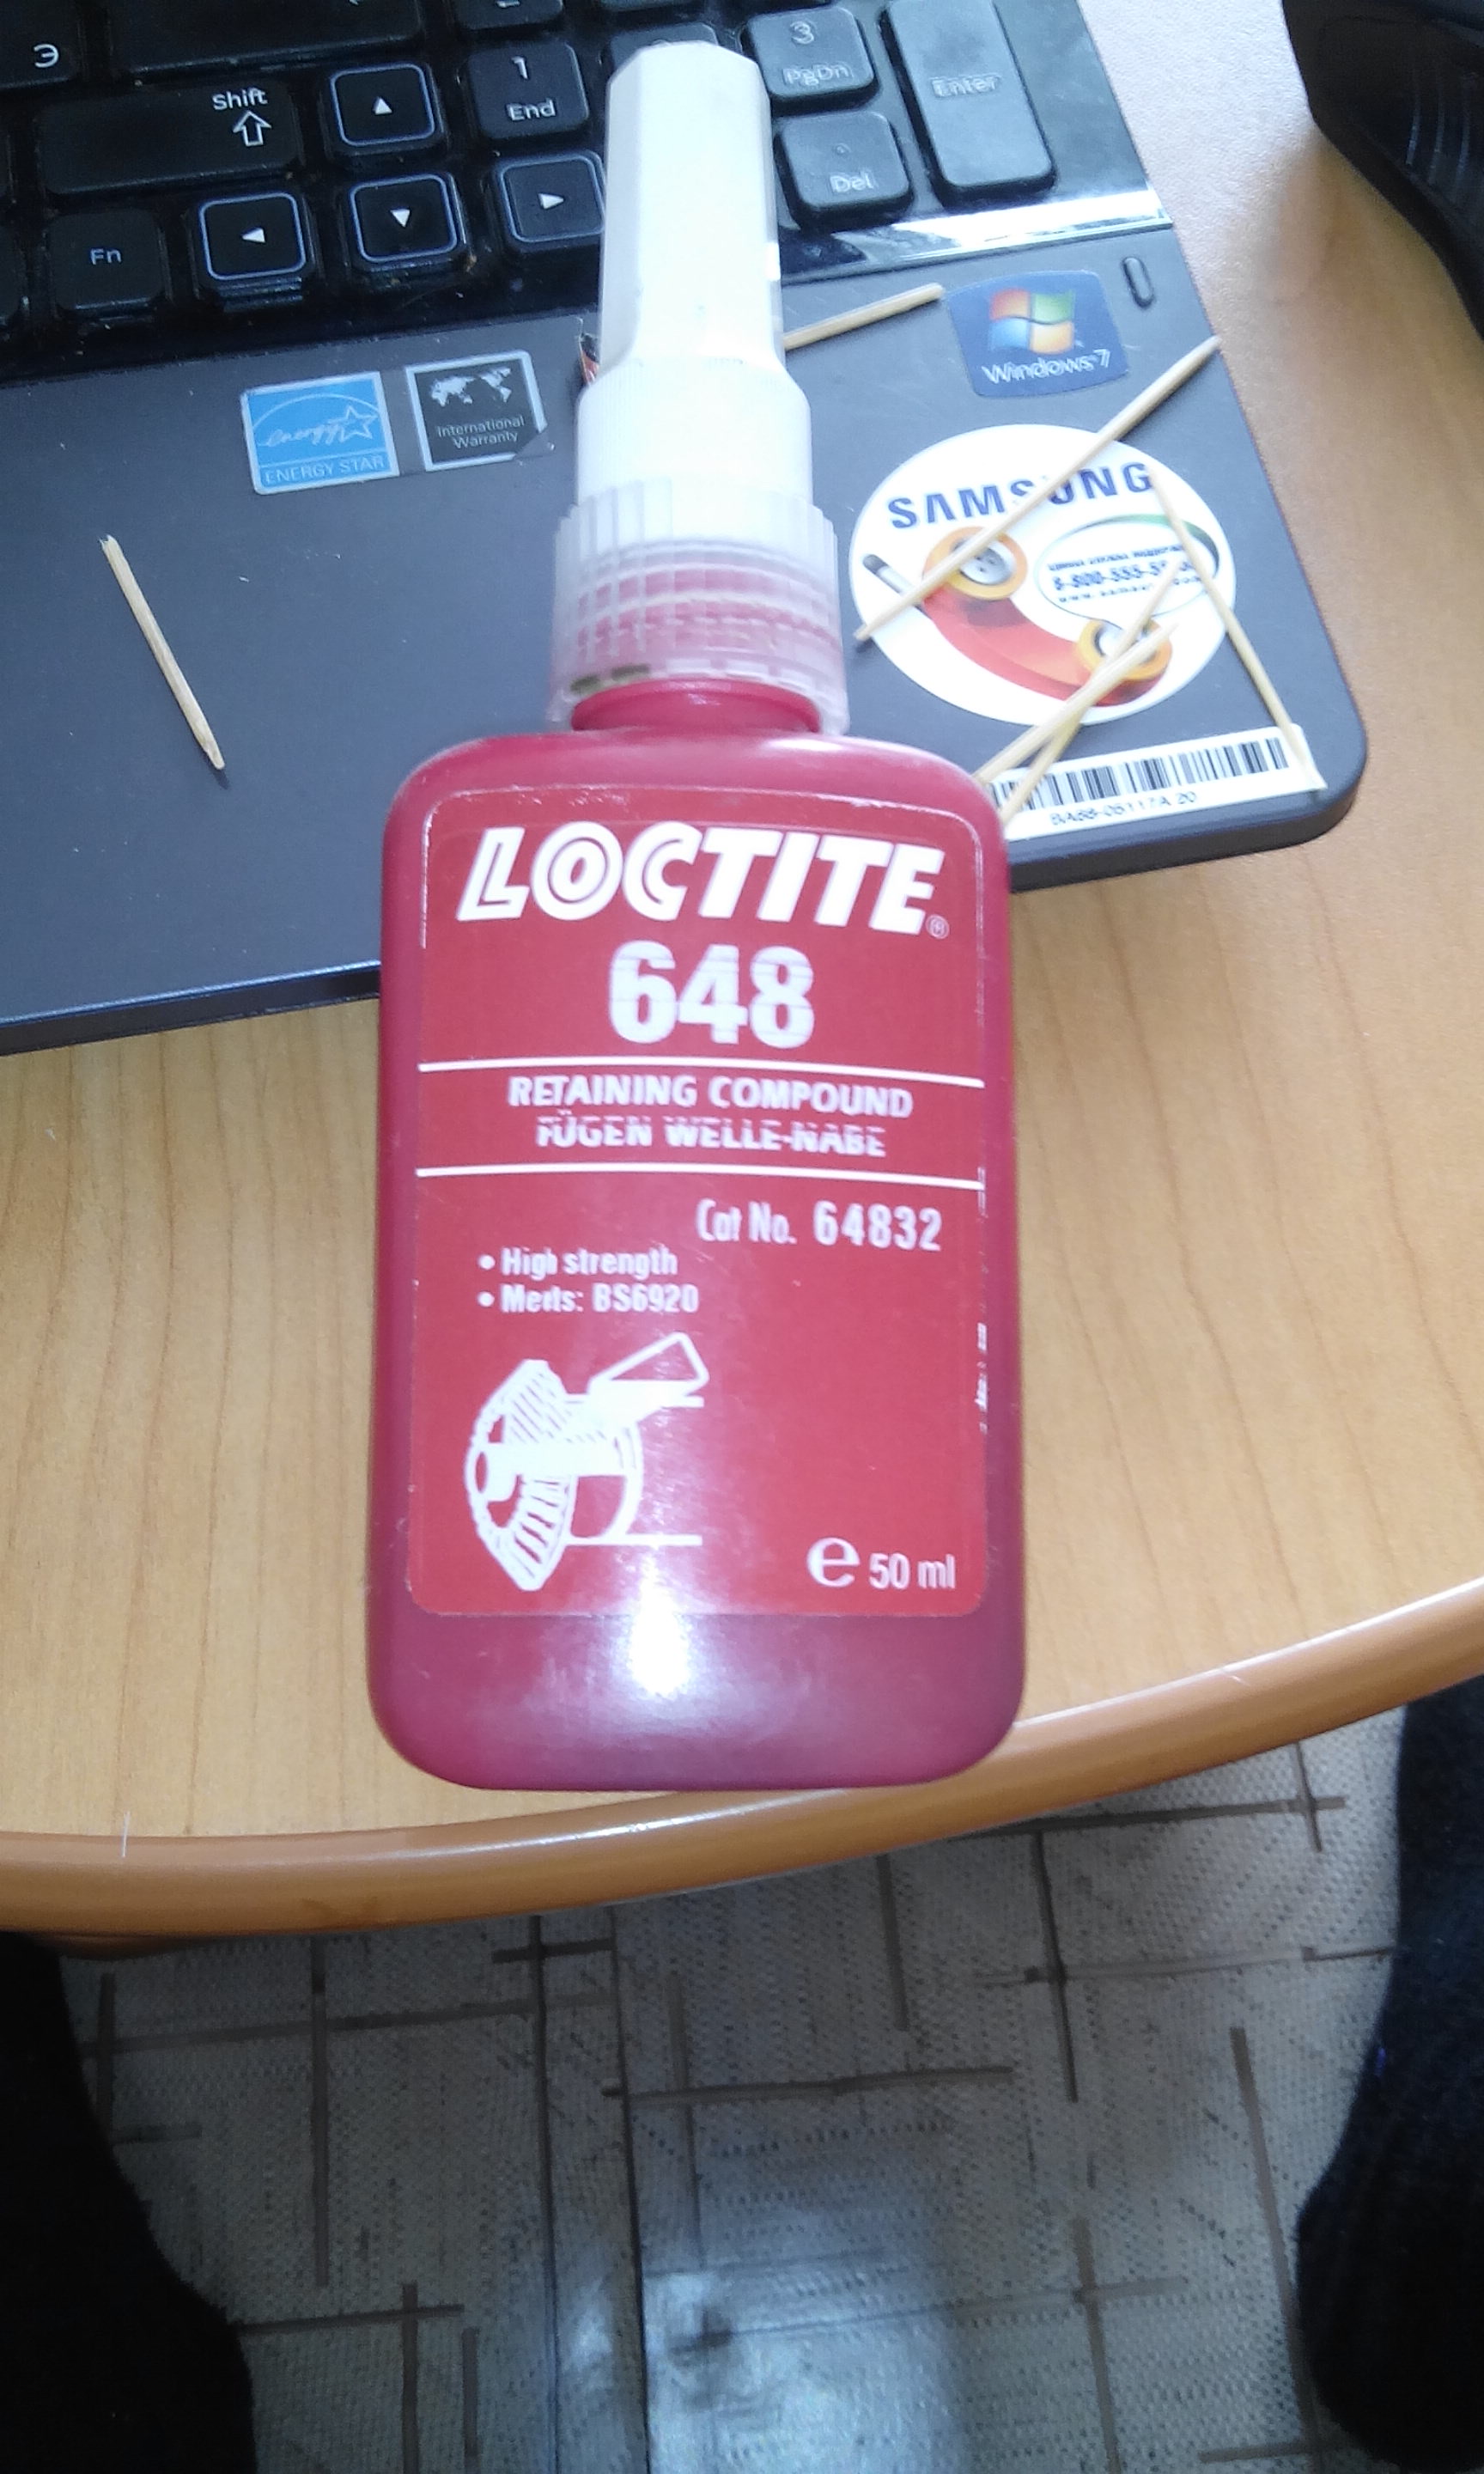 Э
Shift
1
End
3
PgDn
Enter
Del
Fn
energy
ENERGY STAR
International
Warranty
Windows 7
SAMSUNG
LOCTITE®
648
RETAINING COMPOUND
FÜGEN WELLE-NABE
Cat No. 64832
• High strength
• Meets: BS6920
e 50 ml